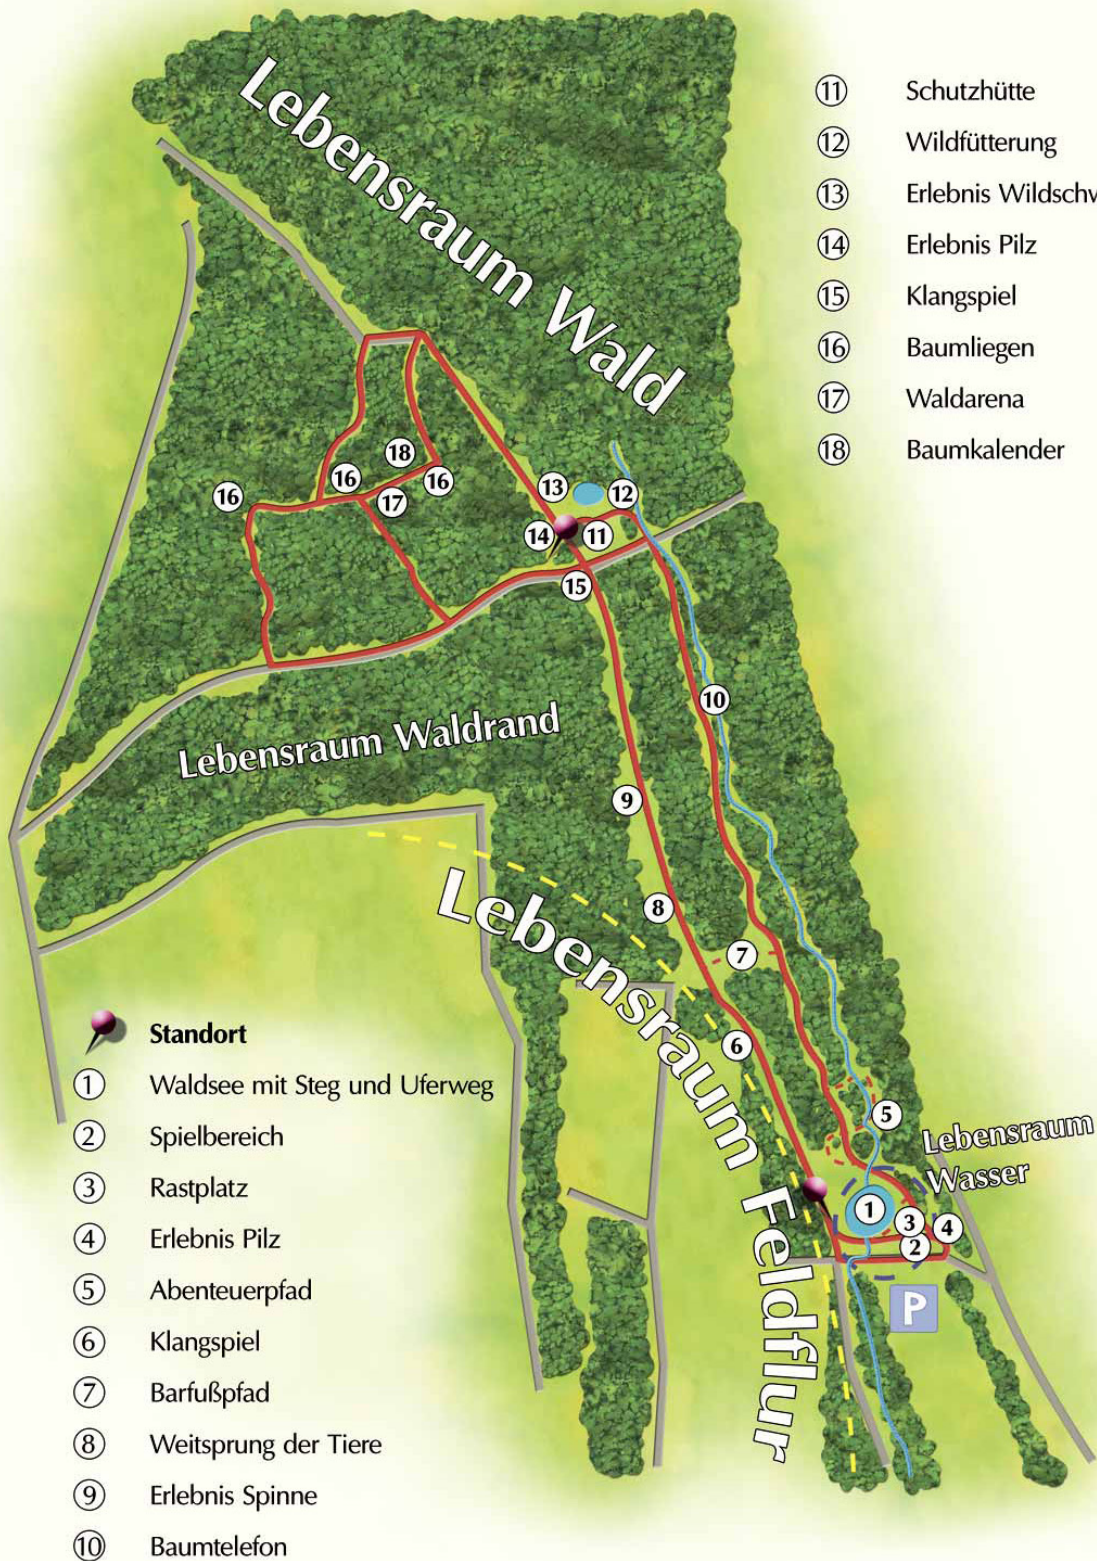 Lebensraum Wald
11 Schutzhütte
12 Wildfütterung
13 Erlebnis
14 Erlebnis Pilz
15 Klangspiel
16 Baumliegen
17 Waldarena
18 Baumkalender
18
16
16
16
17
13
12
14
11
15
10
Lebensraum Waldrand
9
8
7
6
Lebensraum Feldflur
5
Lebensraum
Wasser
1
3
4
2
P
Standort
1 Waldsee mit Steg und Uferweg
2 Spielbereich
3 Rastplatz
4 Erlebnis Pilz
5 Abenteuerpfad
6 Klangspiel
7 Barfußpfad
8 Weitsprung der Tiere
9 Erlebnis Spinne
10 Baumtelefon